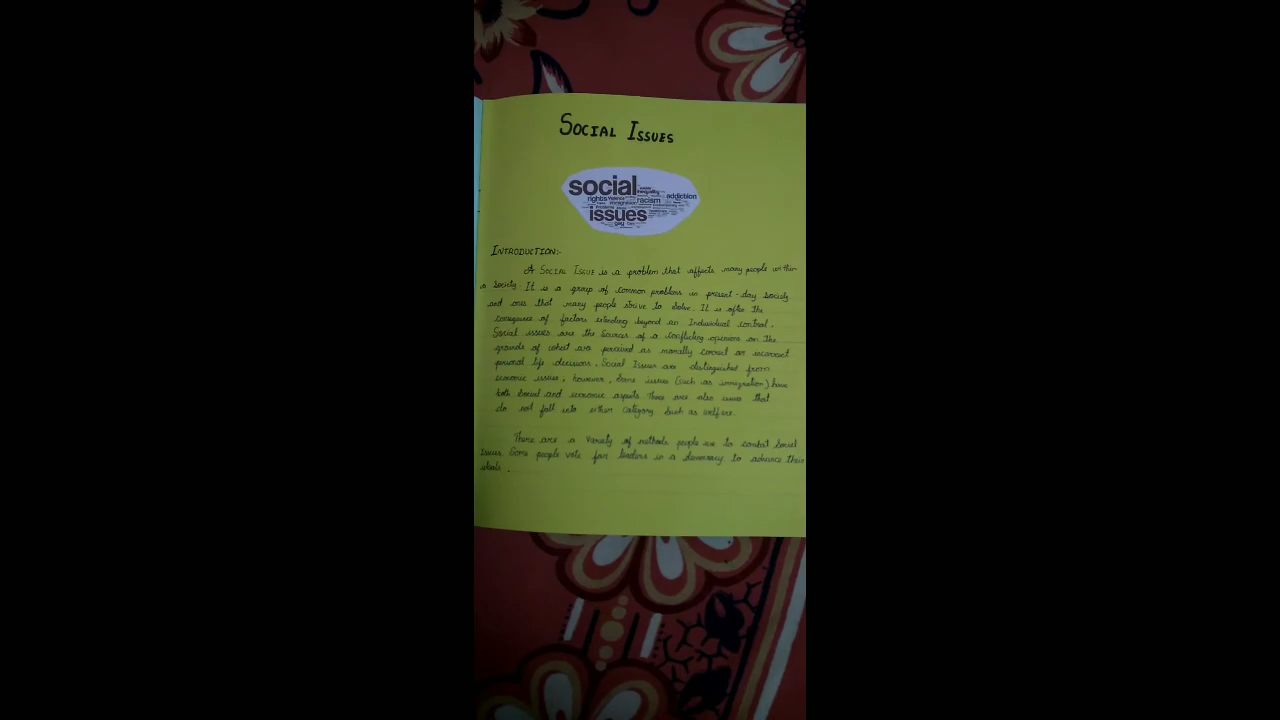 SOCIAL ISSUES
social
inequality
addiction
rights Violence
immigration racism
issues
gay
INTRODUCTION:-
A SOCIAL ISSUE is a problem that affects many people within
a society. It is a group of common problems in present-day society
and ones that many people strive to solve. It is often the
consequence of factors extending beyond an Individual control.
Social issues are the sources of a conflicting opinions on the
grounds of what are perceived as morally correct or incorrect
personal life decisions. Social Issues are distinguished from
economic issues, however, some issues (such as immigration) have
both social and economic aspects. There are also issues that
do not fall into either category such as welfare.
There are a variety of methods people use to combat social
issues. Some people vote for leaders in a democracy to advance their
ideals.